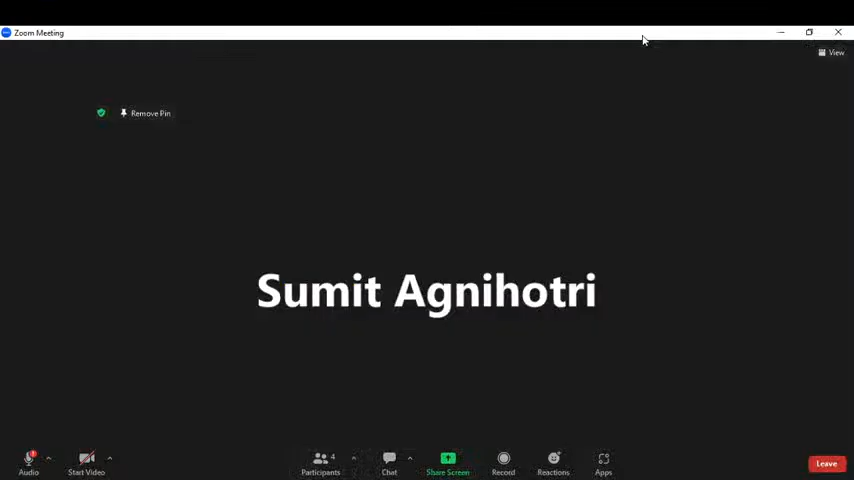 Zoom Meeting
View
Remove Pin
Sumit Agnihotri
4
Audio Start Video Participants Chat Share Screen Record Reactions Apps Leave